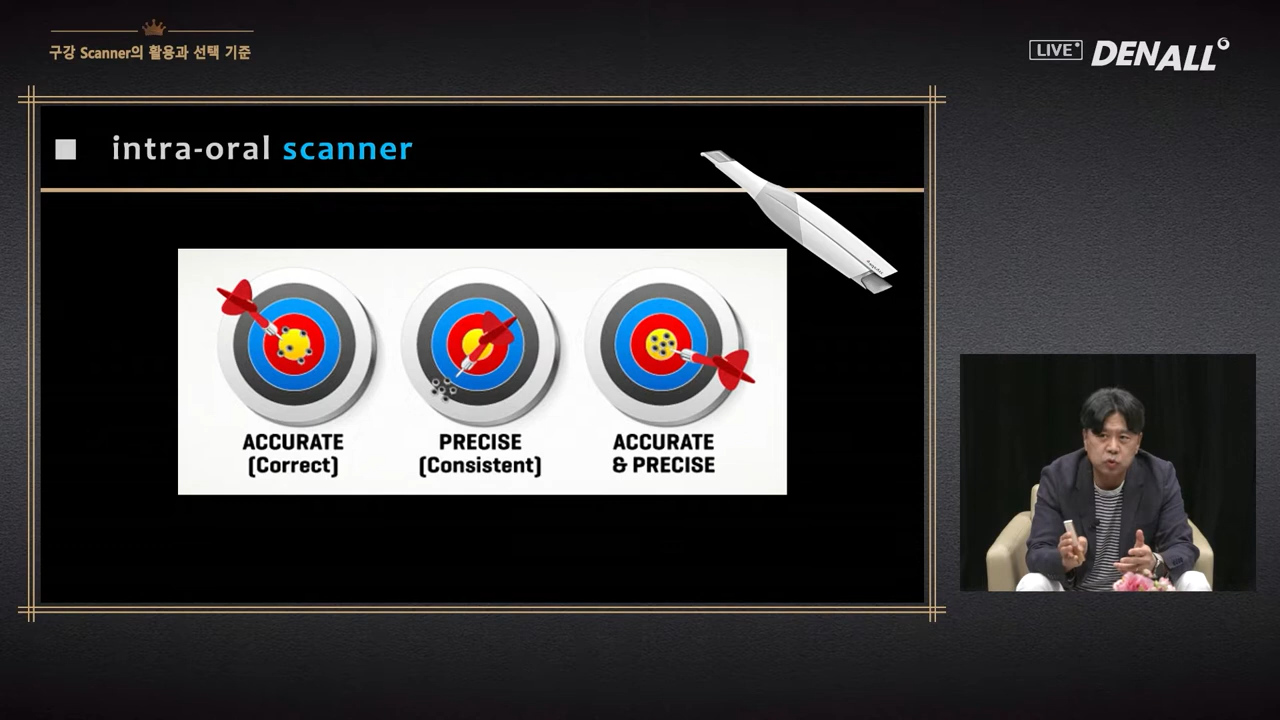 구강 Scanner의 활용과 선택 기준
LIVE DENALL
intra-oral scanner
ACCURATE
(Correct)
PRECISE
(Consistent)
ACCURATE
& PRECISE